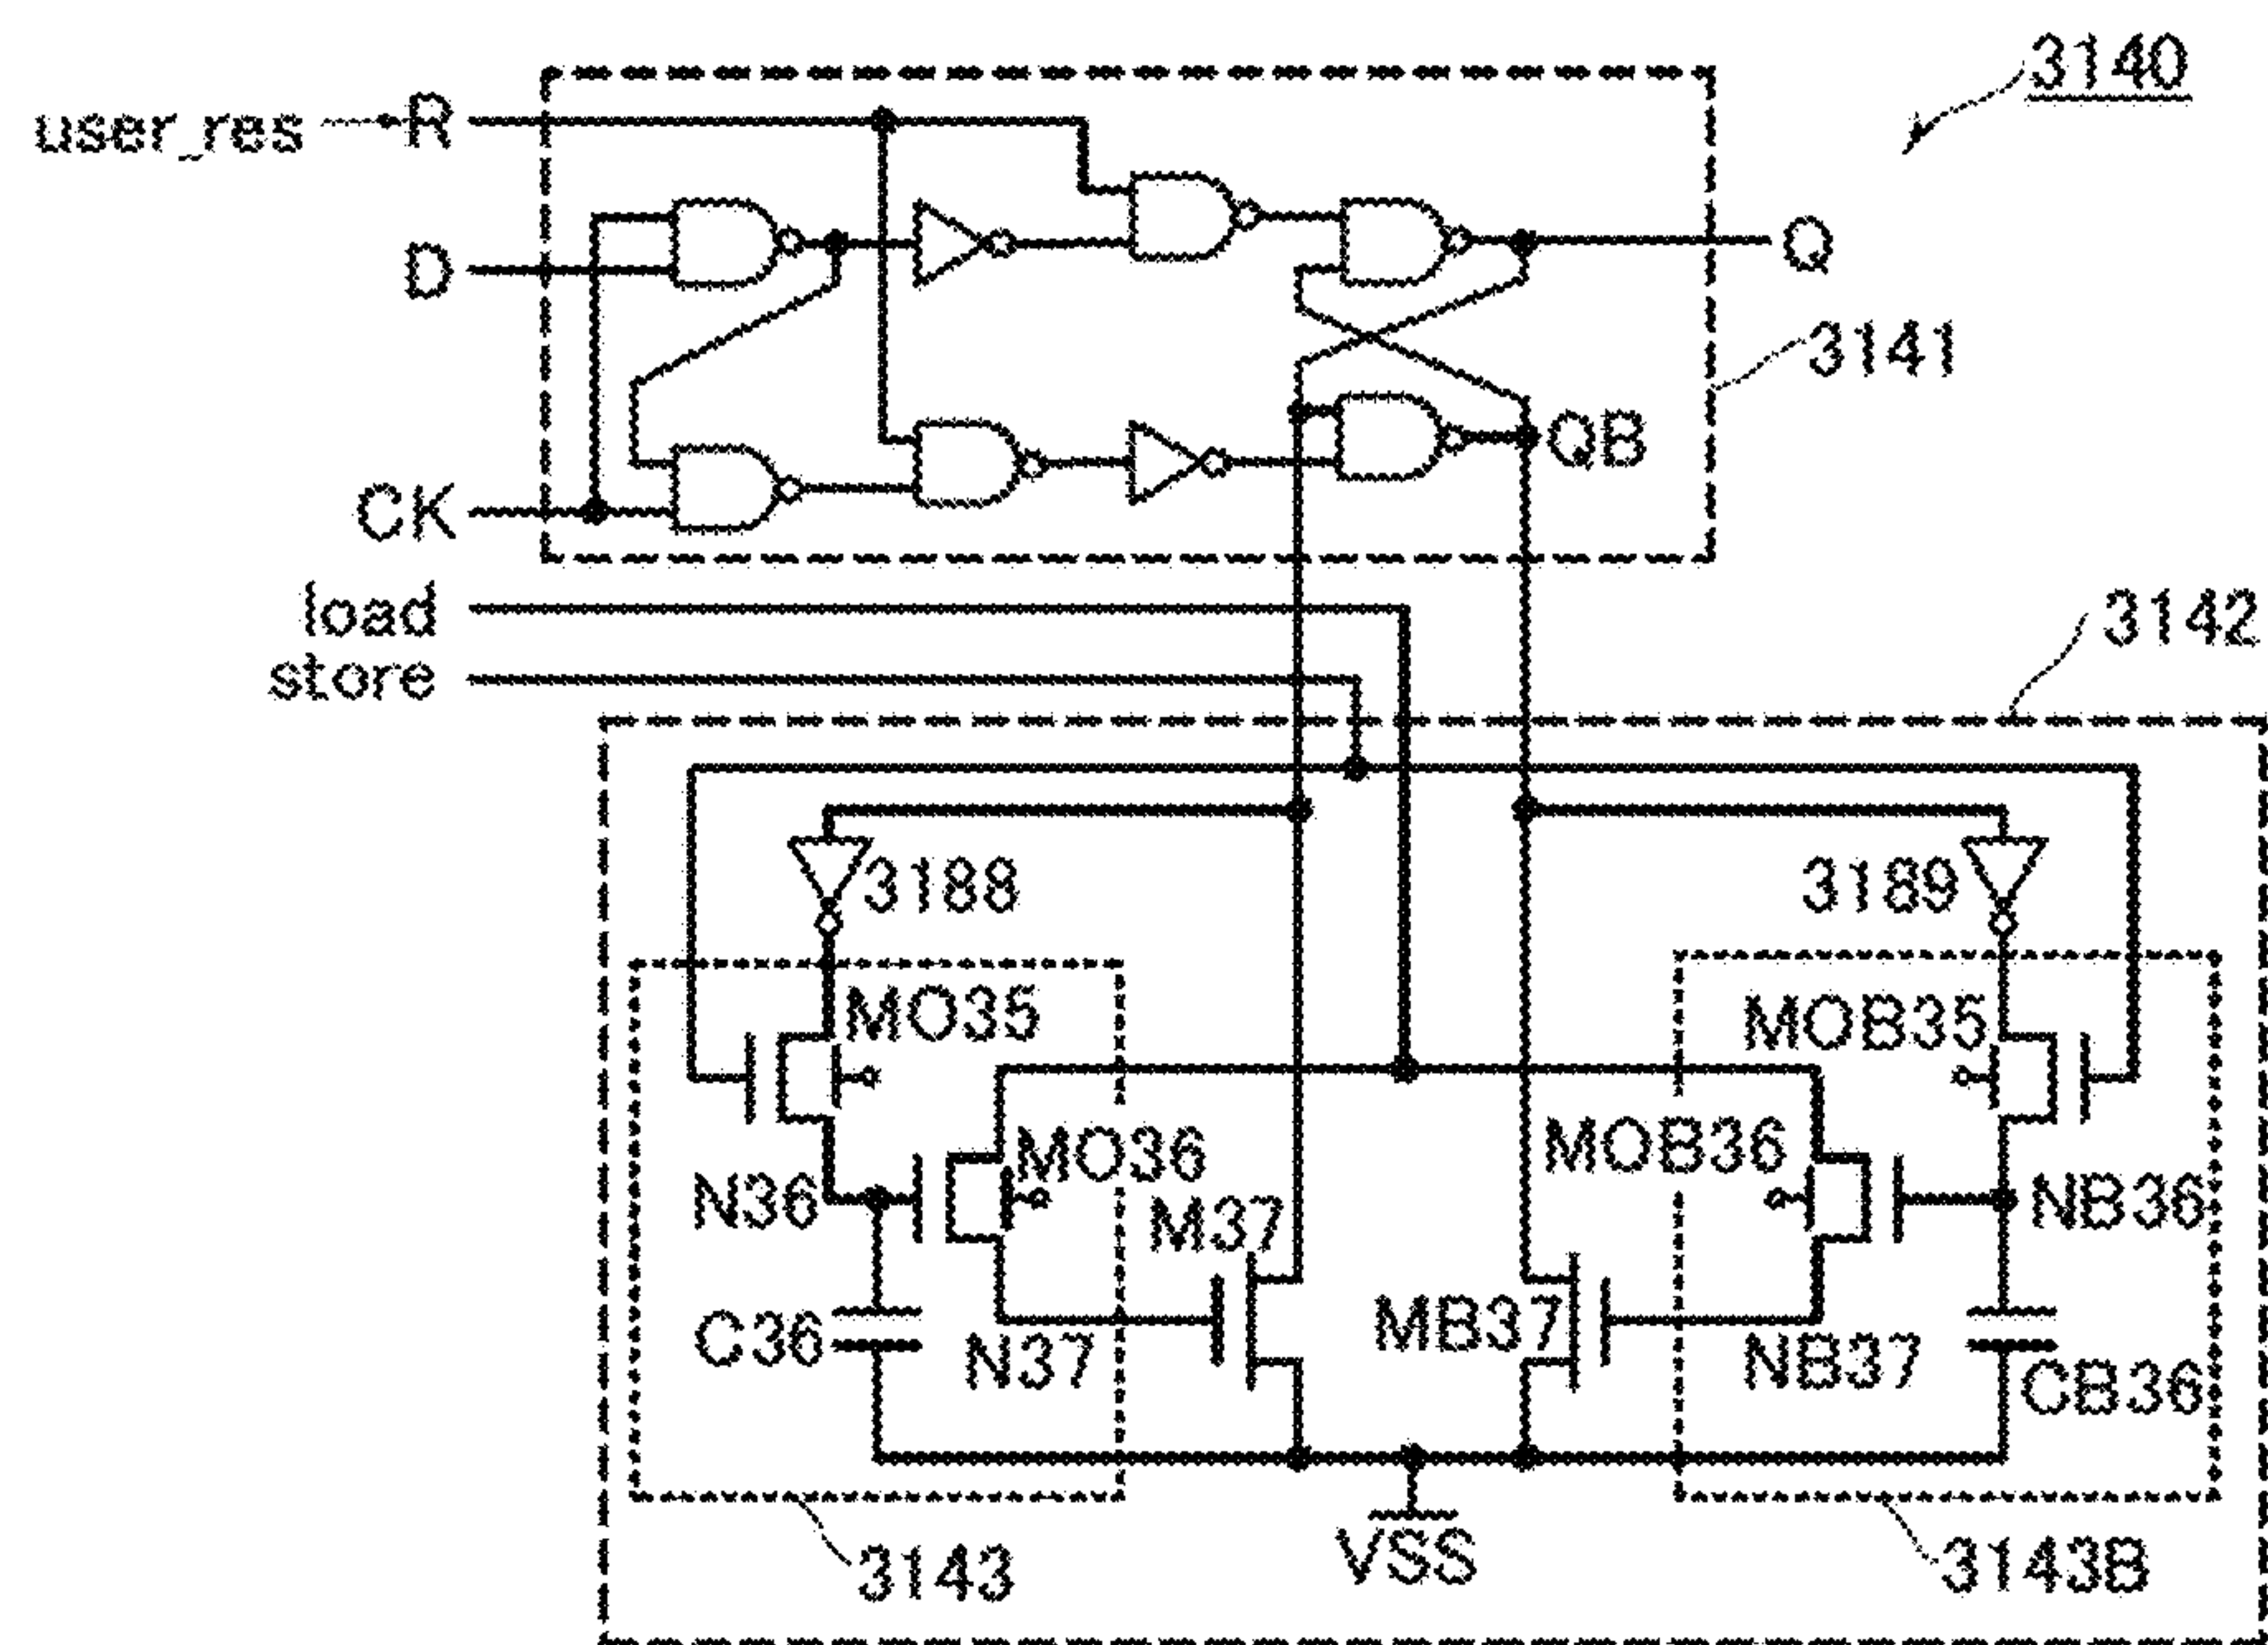 3140
user_res R
D
Q
3141
QB
CK
load
3142
store
3188
3189
MO35
MOB35
MO36
MOB36
N36
M37
NB36
C36
N37
MB37
NB37
CB36
VSS
3143
3143B